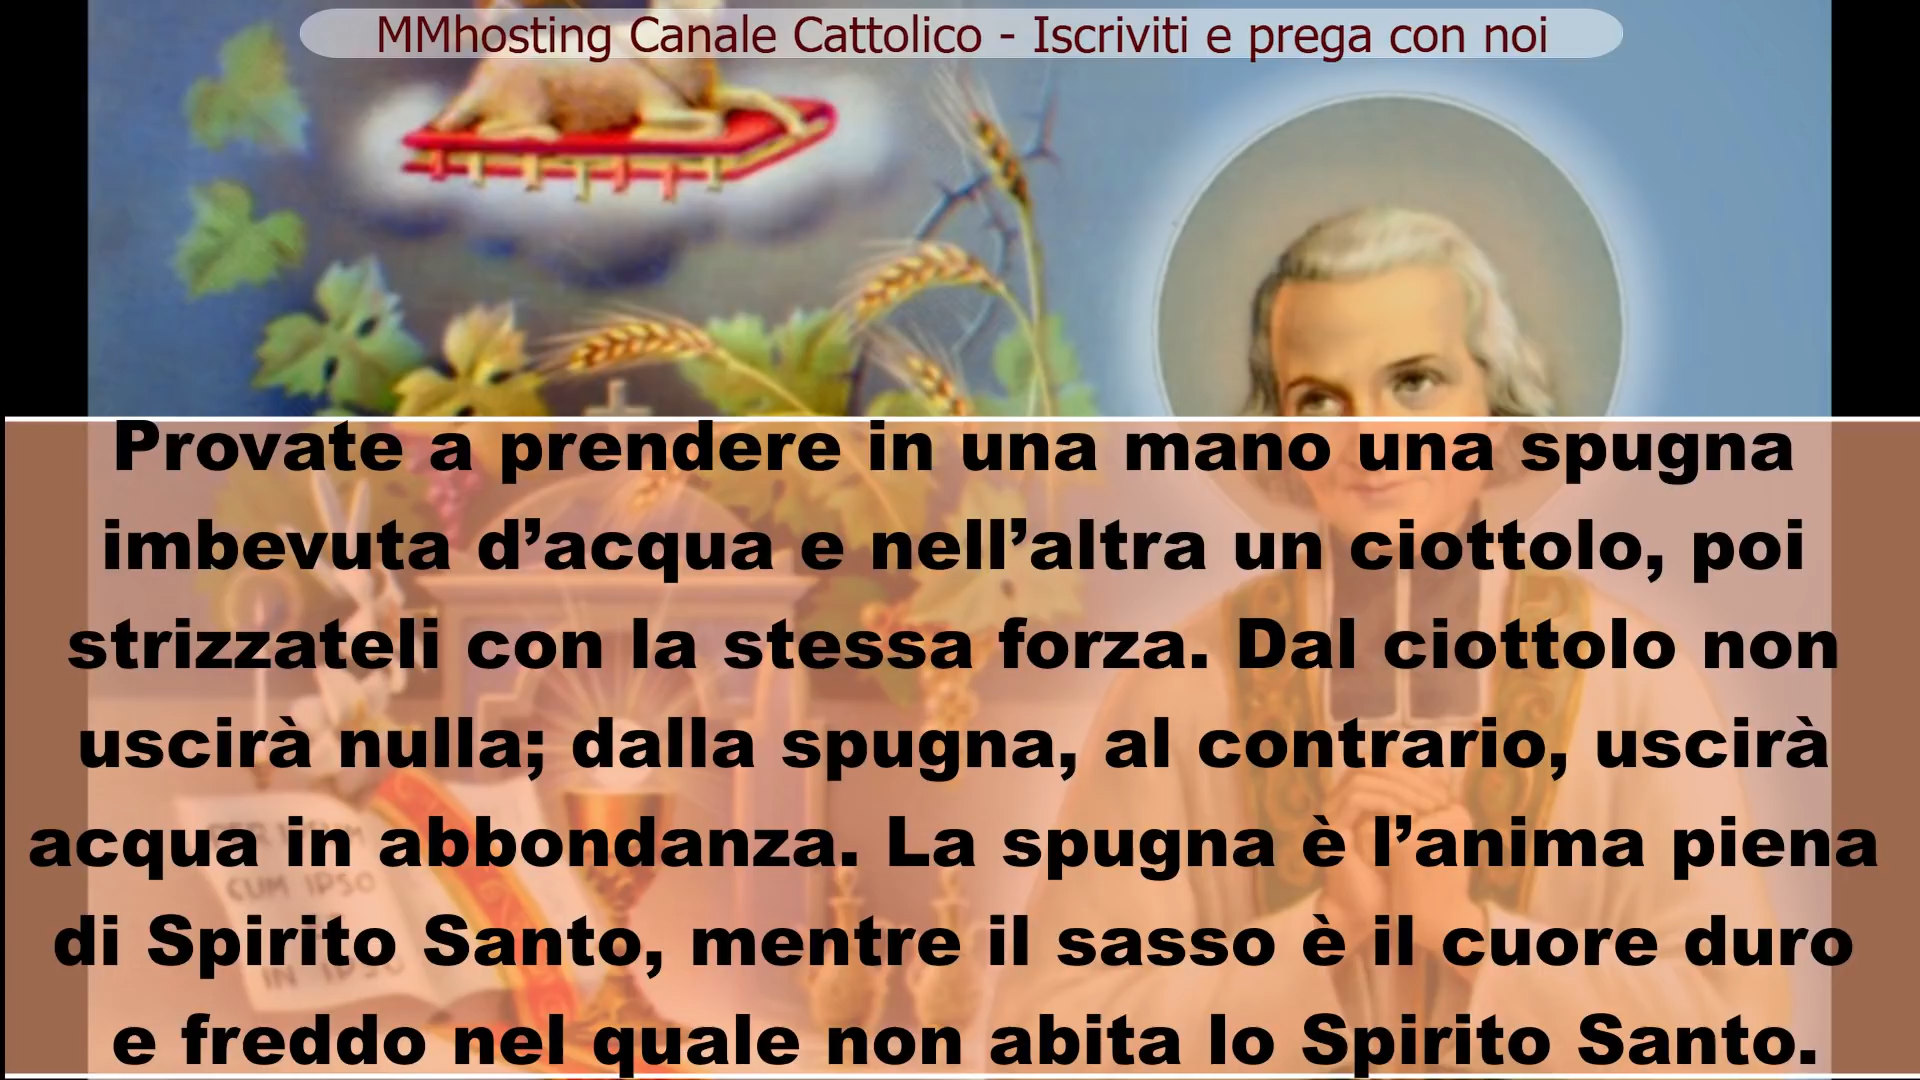 MMhosting Canale Cattolico - Iscriviti e prega con noi
Provate a prendere in una mano una spugna
imbevuta d’acqua e nell’altra un ciottolo, poi
strizzateli con la stessa forza. Dal ciottolo non
uscirà nulla; dalla spugna, al contrario, uscirà
acqua in abbondanza. La spugna è l’anima piena
di Spirito Santo, mentre il sasso è il cuore duro
e freddo nel quale non abita lo Spirito Santo.
CUM IPSO